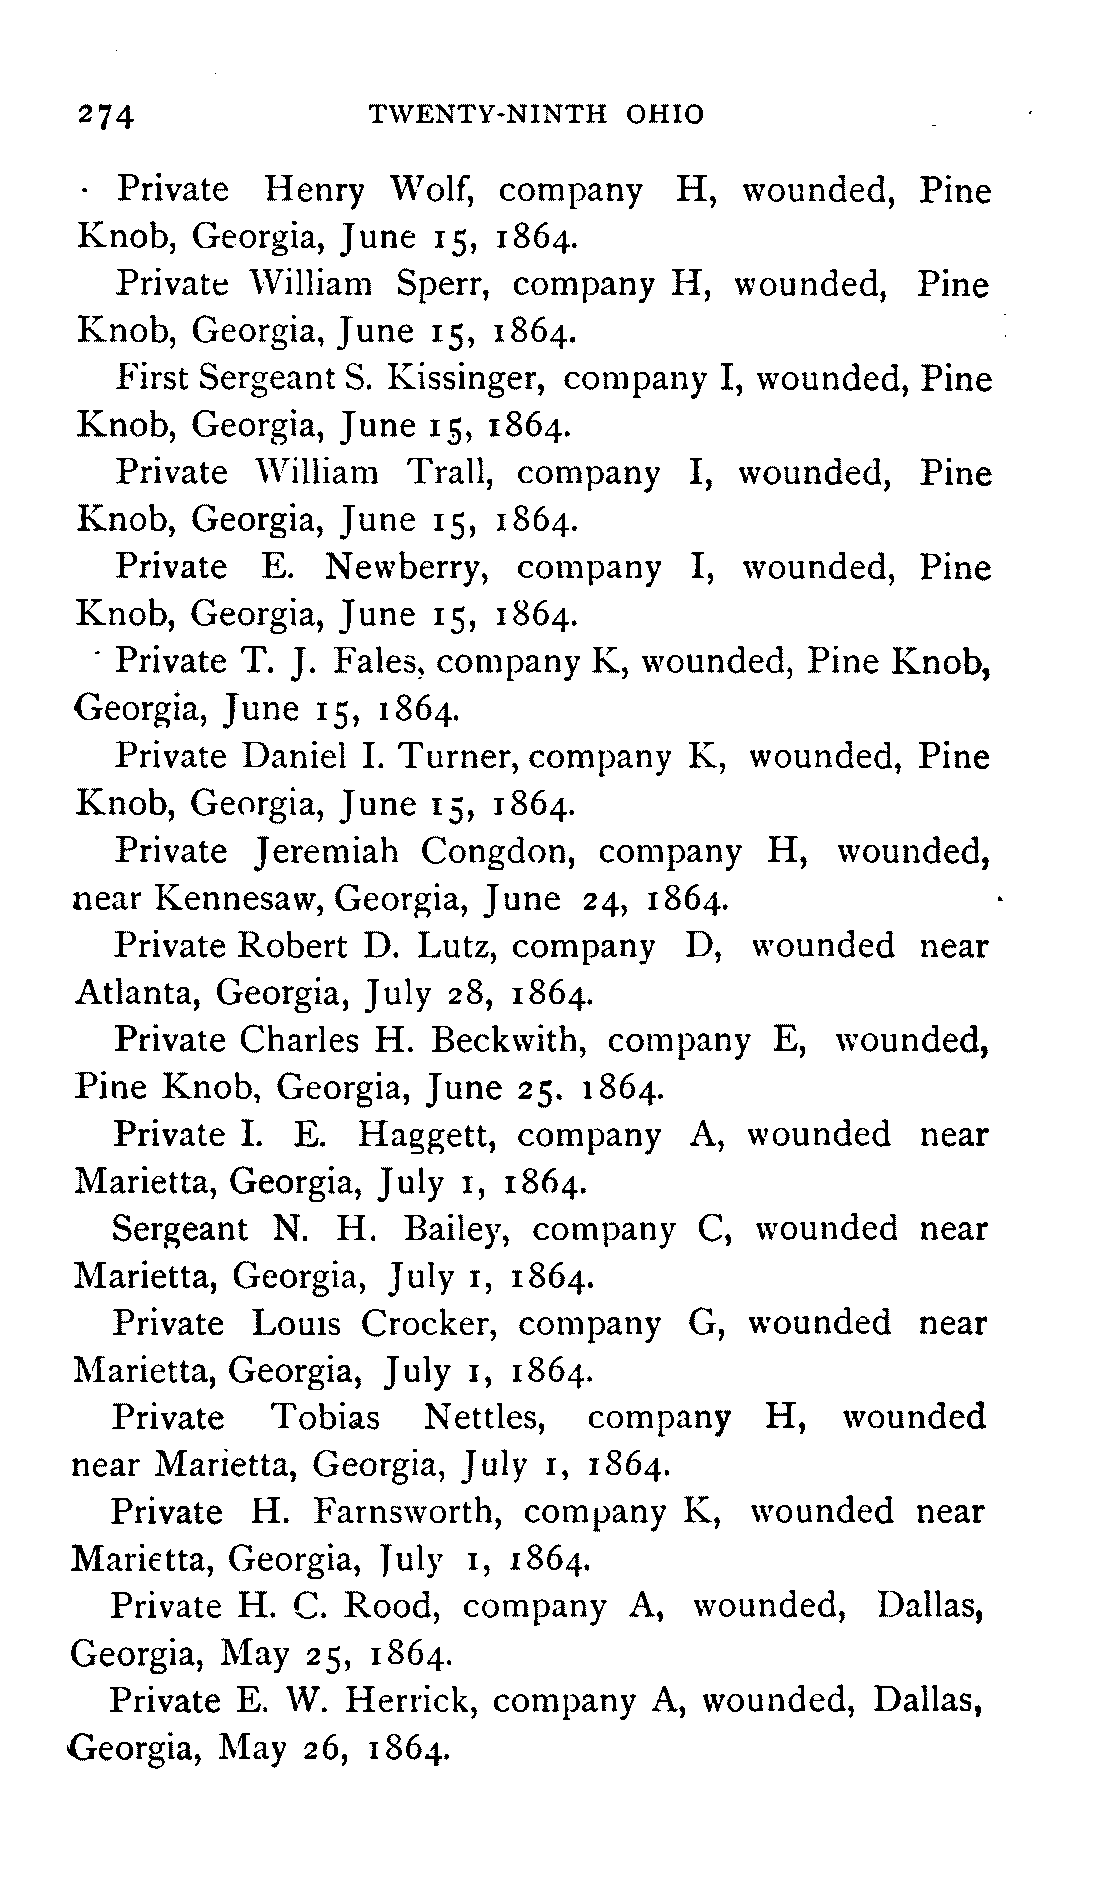 274 TWENTY-NINTH OHIO
Private Henry Wolf, company H, wounded, Pine
Knob, Georgia, June 15, 1864.
Private William Sperr, company H, wounded, Pine
Knob, Georgia, June 15, 1864.
First Sergeant S. Kissinger, company I, wounded, Pine
Knob, Georgia, June 15, 1864.
Private William Trall, company I, wounded, Pine
Knob, Georgia, June 15, 1864.
Private E. Newberry, company I, wounded, Pine
Knob, Georgia, June 15, 1864.
Private T. J. Fales, company K, wounded, Pine Knob,
Georgia, June 15, 1864.
Private Daniel I. Turner, company K, wounded, Pine
Knob, Georgia, June 15, 1864.
Private Jeremiah Congdon, company H, wounded,
near Kennesaw, Georgia, June 24, 1864.
Private Robert D. Lutz, company D, wounded near
Atlanta, Georgia, July 28, 1864.
Private Charles H. Beckwith, company E, wounded,
Pine Knob, Georgia, June 25. 1864.
Private I. E. Haggett, company A, wounded near
Marietta, Georgia, July 1, 1864.
Sergeant N. H. Bailey, company C, wounded near
Marietta, Georgia, July 1, 1864.
Private Louis Crocker, company G, wounded near
Marietta, Georgia, July 1, 1864.
Private Tobias Nettles, company H, wounded
near Marietta, Georgia, July 1, 1864.
Private H. Farnsworth, company K, wounded near
Marietta, Georgia, July 1, 1864.
Private H. C. Rood, company A, wounded, Dallas,
Georgia, May 25, 1864.
Private E. W. Herrick, company A, wounded, Dallas,
Georgia, May 26, 1864.